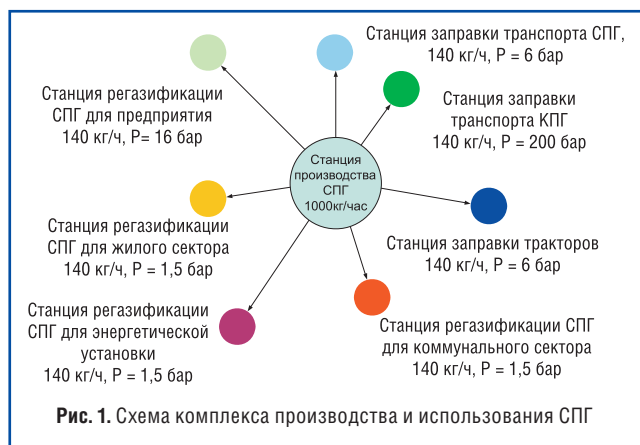 Станция заправки транспорта СПГ,
140 кг/ч, Р = 6 бар
Станция регазификации
СПГ для предприятия
140 кг/ч, Р= 16 бар
Станция заправки
транспорта КПГ
140 кг/ч, Р = 200 бар
Станция
производства
СПГ
1000кг/час
Станция регазификации
СПГ для жилого сектора
140 кг/ч, Р = 1,5 бар
Станция заправки тракторов
140 кг/ч, Р = 6 бар
Станция регазификации
СПГ для энергетической
установки
140 кг/ч, Р = 1,5 бар
Станция регазификации СПГ
для коммунального сектора
140 кг/ч, Р = 1,5 бар
Рис. 1. Схема комплекса производства и использования СПГ